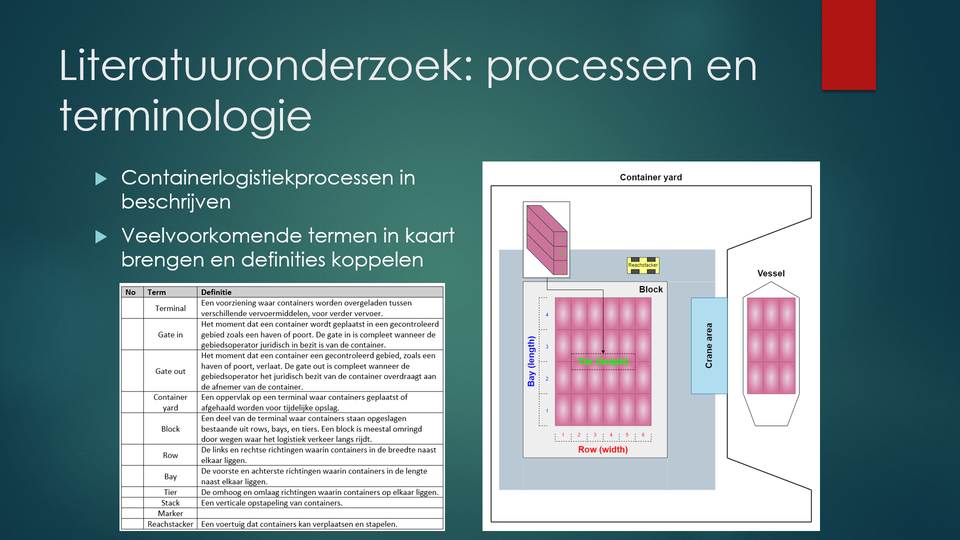 Literatuuronderzoek: processen en
terminologie
Containerlogistiekprocessen in
beschrijven
Veelvoorkomende termen in kaart
brengen en definities koppelen
No Term Definitie
Terminal Een voorziening waar containers worden overgeladen tussen
verschillende vervoermiddelen, voor verder vervoer.
Gate in Het moment dat een container wordt geplaatst in een gecontroleerd
gebied zoals een haven of poort. De gate in is compleet wanneer de
gebiedsoperator juridisch in bezit is van de container.
Gate out Het moment dat een container een gecontroleerd gebied, zoals een
haven of poort, verlaat. De gate out is compleet wanneer de
gebiedsoperator het juridisch bezit van de container overdraagt aan
de afnemer van de container.
Container yard Een oppervlak op een terminal waar containers geplaatst of
afgehaald worden voor tijdelijke opslag.
Block Een deel van de terminal waar containers staan opgeslagen
bestaande uit rows, bays, en tiers. Een block is meestal omringd
door wegen waar het logistiek verkeer langs rijdt.
Row De links en rechtse richtingen waarin containers in de breedte naast
elkaar liggen.
Bay De voorste en achterste richtingen waarin containers in de lengte
naast elkaar liggen.
Tier De omhoog en omlaag richtingen waarin containers op elkaar liggen.
Stack Een verticale opstapeling van containers.
Marker
Reachstacker Een voertuig dat containers kan verplaatsen en stapelen.
Container yard
Reachstacker
Block
Vessel
Bay (length)
4
3
2
1
Tier (height)
Crane area
1 2 3 4 5 6
Row (width)